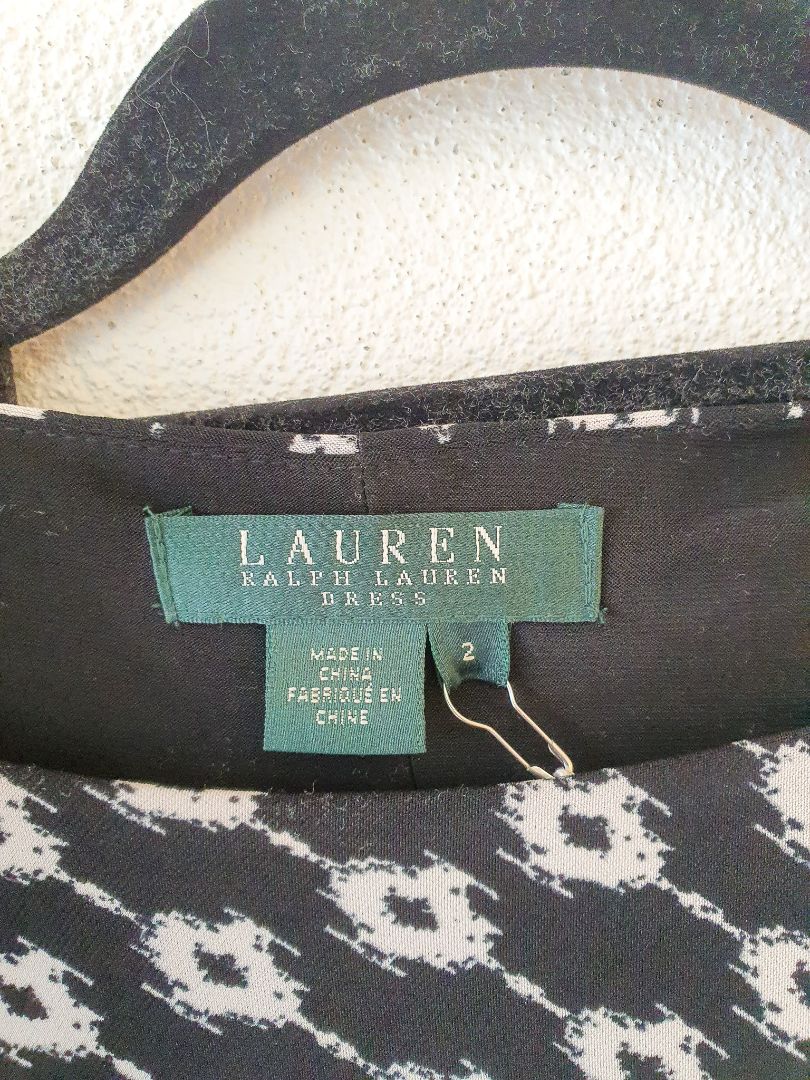 LAUREN
RALPH LAUREN
DRESS
MADE IN
CHINA
FABRIQUÉ EN
CHINE
2